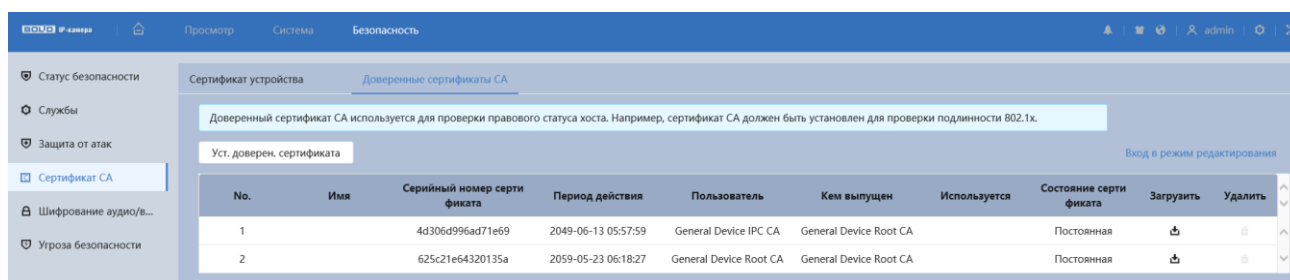 BOLID IP-камера Просмотр Система Безопасность admin
Статус безопасности
Службы
Защита от атак
Сертификат CA
Шифрование аудио/в...
Угроза безопасности
Сертификат устройства Доверенные сертификаты CA
Доверенный сертификат CA используется для проверки правового статуса хоста. Например, сертификат CA должен быть установлен для проверки подлинности 802.1x.
Уст. доверен. сертификата Вход в режим редактирования
No. Имя Серийный номер серти
фиката Период действия Пользователь Кем выпущен Используется Состояние серти
фиката Загрузить Удалить
1 4d306d996ad71e69 2049-06-13 05:57:59 General Device IPC CA General Device Root CA Постоянная
2 625c21e64320135a 2059-05-23 06:18:27 General Device Root CA General Device Root CA Постоянная